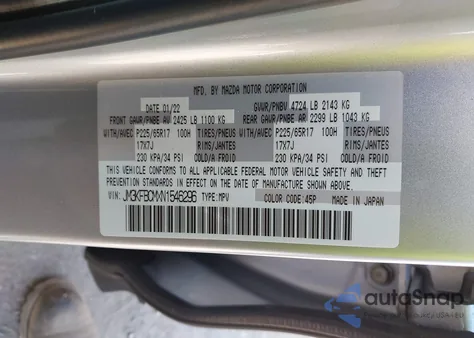 MFD. BY MAZDA MOTOR CORPORATION
DATE 01/22 GVWR/PNBV 4724 LB 2143 KG
FRONT GAWR/PNBE AV 2425 LB 1100 KG REAR GAWR/PNBE AR 2299 LB 1043 KG
WITH/AVEC P225/65R17 100H TIRES/PNEUS WITH/AVEC P225/65R17 100H TIRES/PNEUS
17X7J RIMS/JANTES 17X7J RIMS/JANTES
230 KPA/34 PSI COLD/A FROID 230 KPA/34 PSI COLD/A FROID
THIS VEHICLE CONFORMS TO ALL APPLICABLE FEDERAL MOTOR VEHICLE SAFETY,
BUMPER, AND THEFT PREVENTION STANDARDS IN EFFECT ON THE DATE OF
MANUFACTURE SHOWN ABOVE.
VIN: JM3KFBCMXN1546296 TYPE: MPV COLOR CODE: 45P MADE IN JAPAN
autoSnap